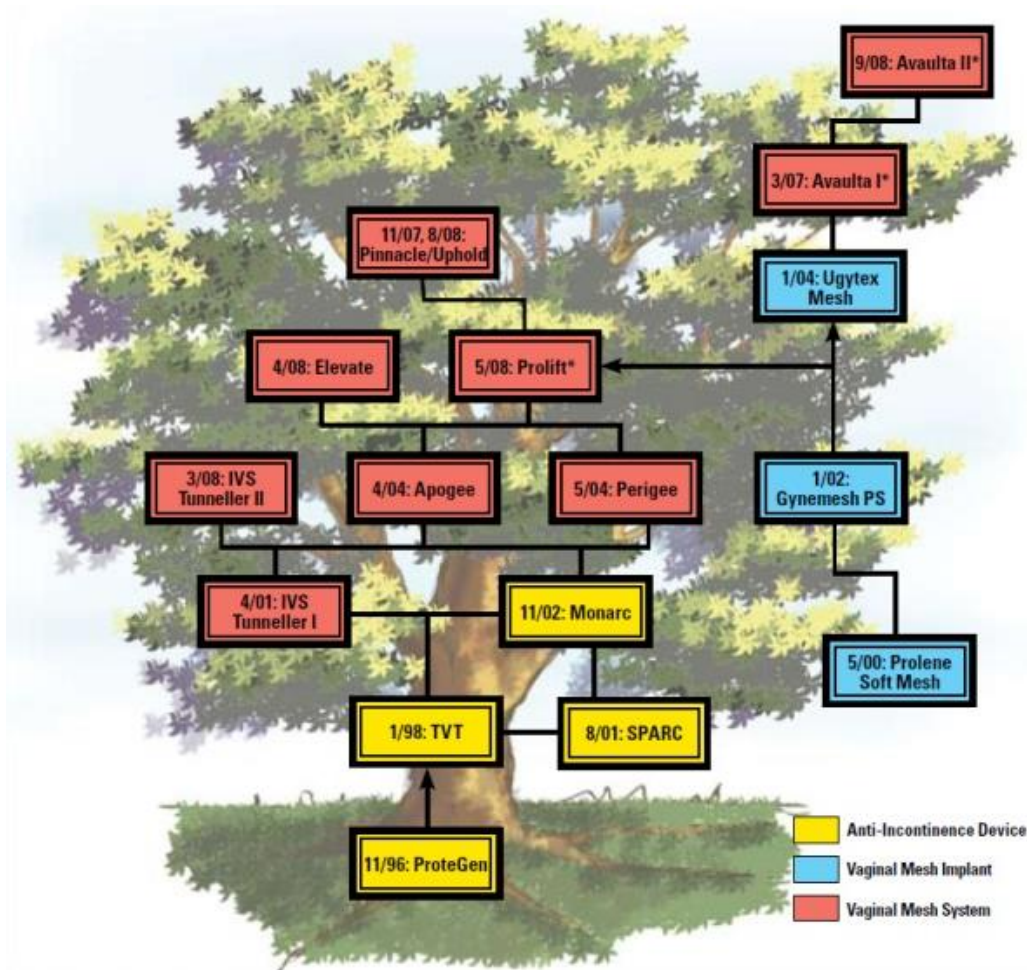 9/08: Avaulta II*
3/07: Avaulta I*
11/07, 8/08:
Pinnacle/Uphold
1/04: Ugytex
Mesh
4/08: Elevate
5/08: Prolift*
3/08: IVS
Tunneller II
4/04: Apogee
5/04: Perigee
1/02:
Gynemesh PS
4/01: IVS
Tunneller I
11/02: Monarc
5/00: Prolene
Soft Mesh
1/98: TVT
8/01: SPARC
11/96: ProteGen
Anti-Incontinence Device
Vaginal Mesh Implant
Vaginal Mesh System